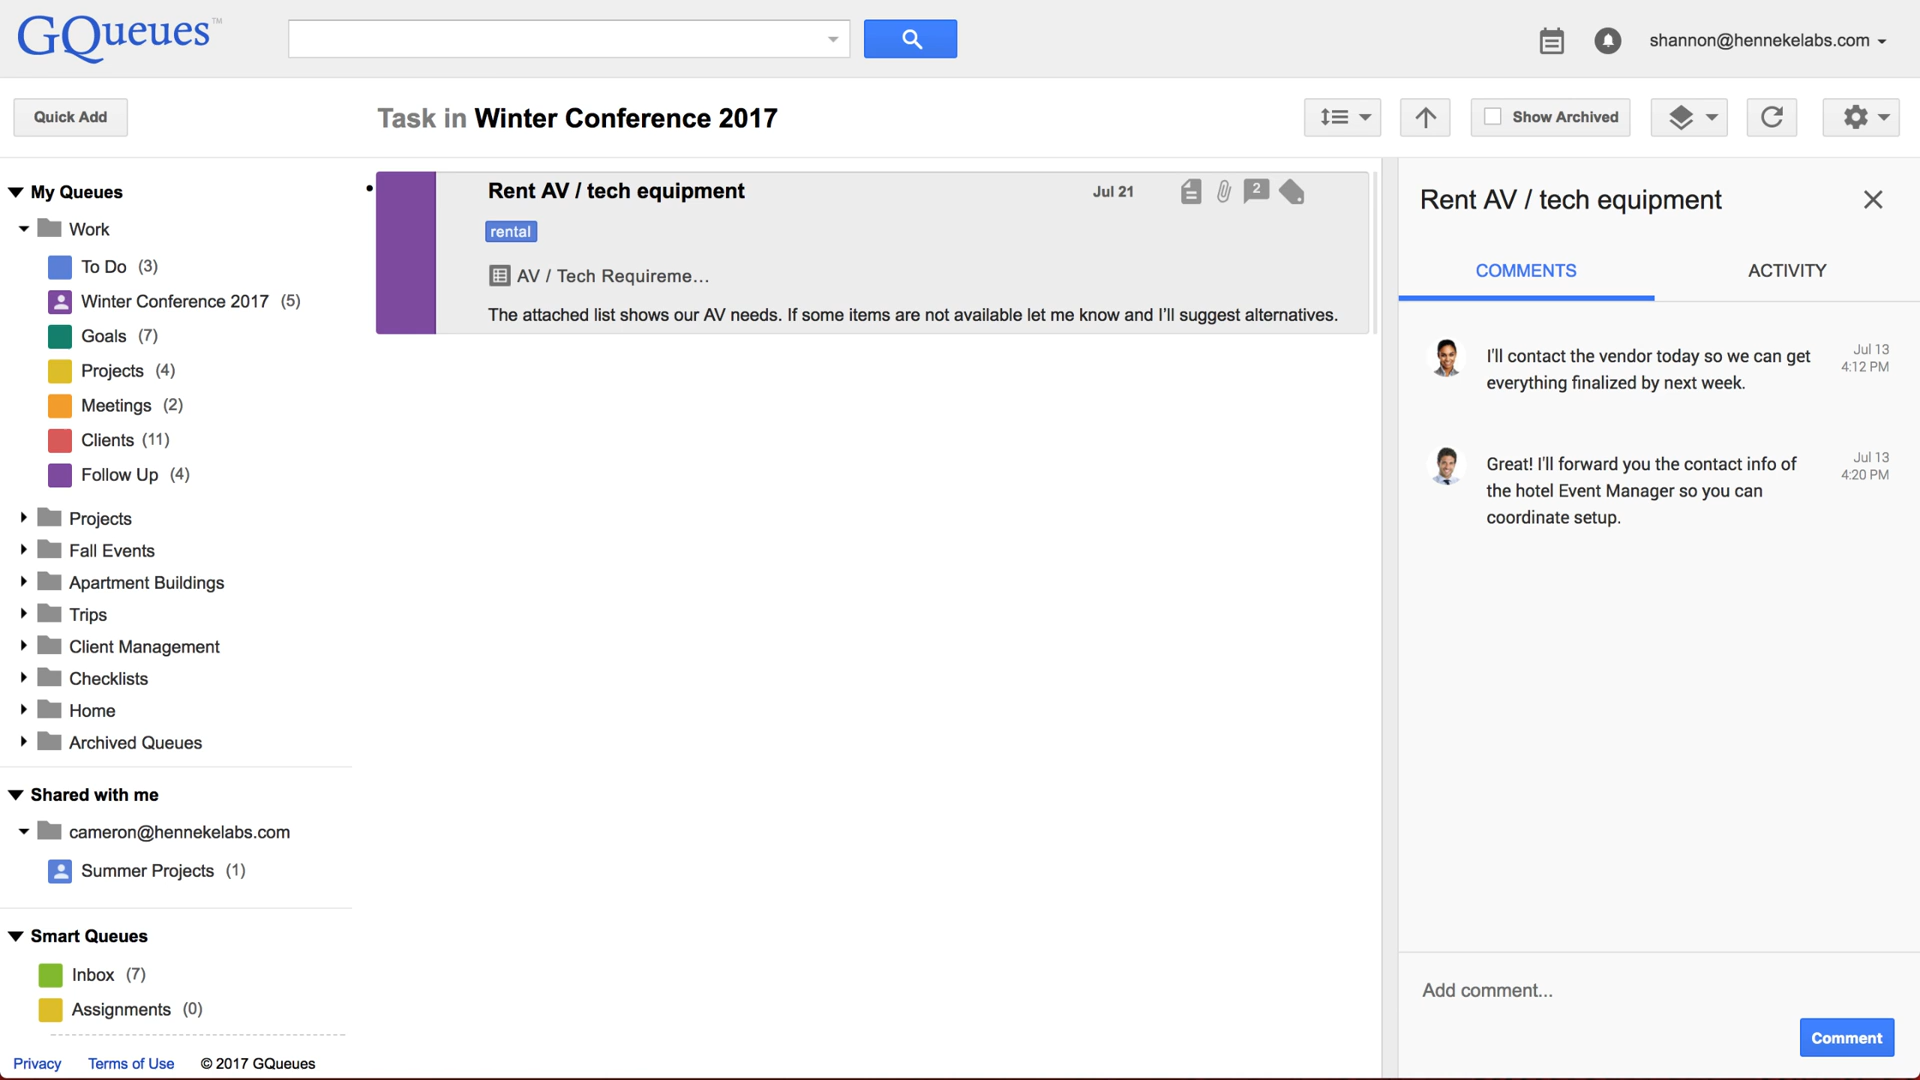 GQueues™
shannon@hennekelabs.com
Quick Add
Task in Winter Conference 2017
Show Archived
My Queues
Work
To Do (3)
Winter Conference 2017 (5)
Goals (7)
Projects (4)
Meetings (2)
Clients (11)
Follow Up (4)
Projects
Fall Events
Apartment Buildings
Trips
Client Management
Checklists
Home
Archived Queues
Shared with me
cameron@hennekelabs.com
Summer Projects (1)
Smart Queues
Inbox (7)
Assignments (0)
Privacy Terms of Use © 2017 GQueues
Rent AV / tech equipment Jul 21 2
rental
AV / Tech Requireme...
The attached list shows our AV needs. If some items are not available let me know and I'll suggest alternatives.
Rent AV / tech equipment
COMMENTS ACTIVITY
I'll contact the vendor today so we can get
everything finalized by next week.
Jul 13
4:12 PM
Great! I'll forward you the contact info of
the hotel Event Manager so you can
coordinate setup.
Jul 13
4:20 PM
Add comment...
Comment